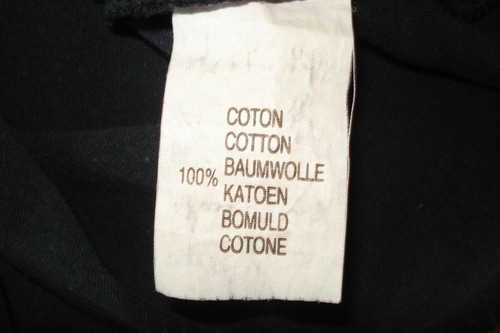 COTON
COTTON
100% BAUMWOLLE
KATOEN
BOMULD
COTONE